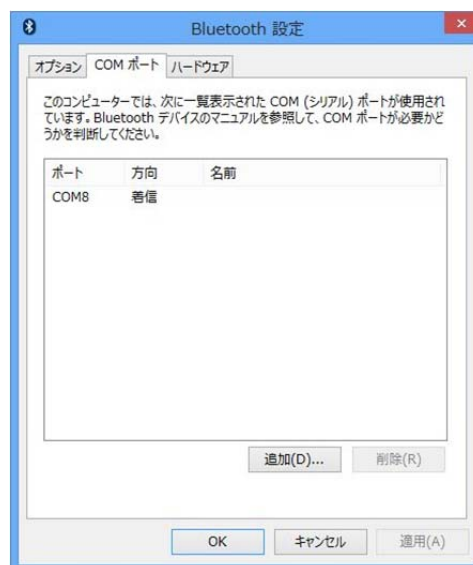 Bluetooth 設定
オプション COM ポート ハードウェア
このコンピューターでは、次に一覧表示された COM (シリアル) ポートが使用され
ています。Bluetooth デバイスのマニュアルを参照して、COM ポートが必要かど
うかを判断してください。
ポート 方向 名前
COM8 着信
追加(D)... 削除(R)
OK キャンセル 適用(A)